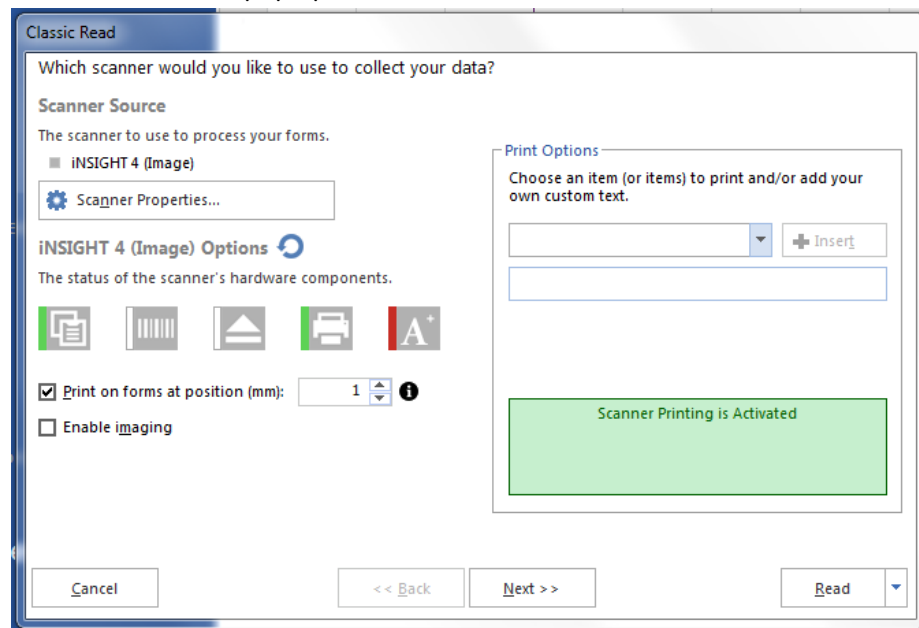 Classic Read
Which scanner would you like to use to collect your data?
Scanner Source
The scanner to use to process your forms.
iNSIGHT 4 (Image)
Scanner Properties...
iNSIGHT 4 (Image) Options
The status of the scanner's hardware components.
A+
Print on forms at position (mm): 1
Enable imaging
Print Options
Choose an item (or items) to print and/or add your
own custom text.
Insert
Scanner Printing is Activated
Cancel
<< Back
Next >>
Read